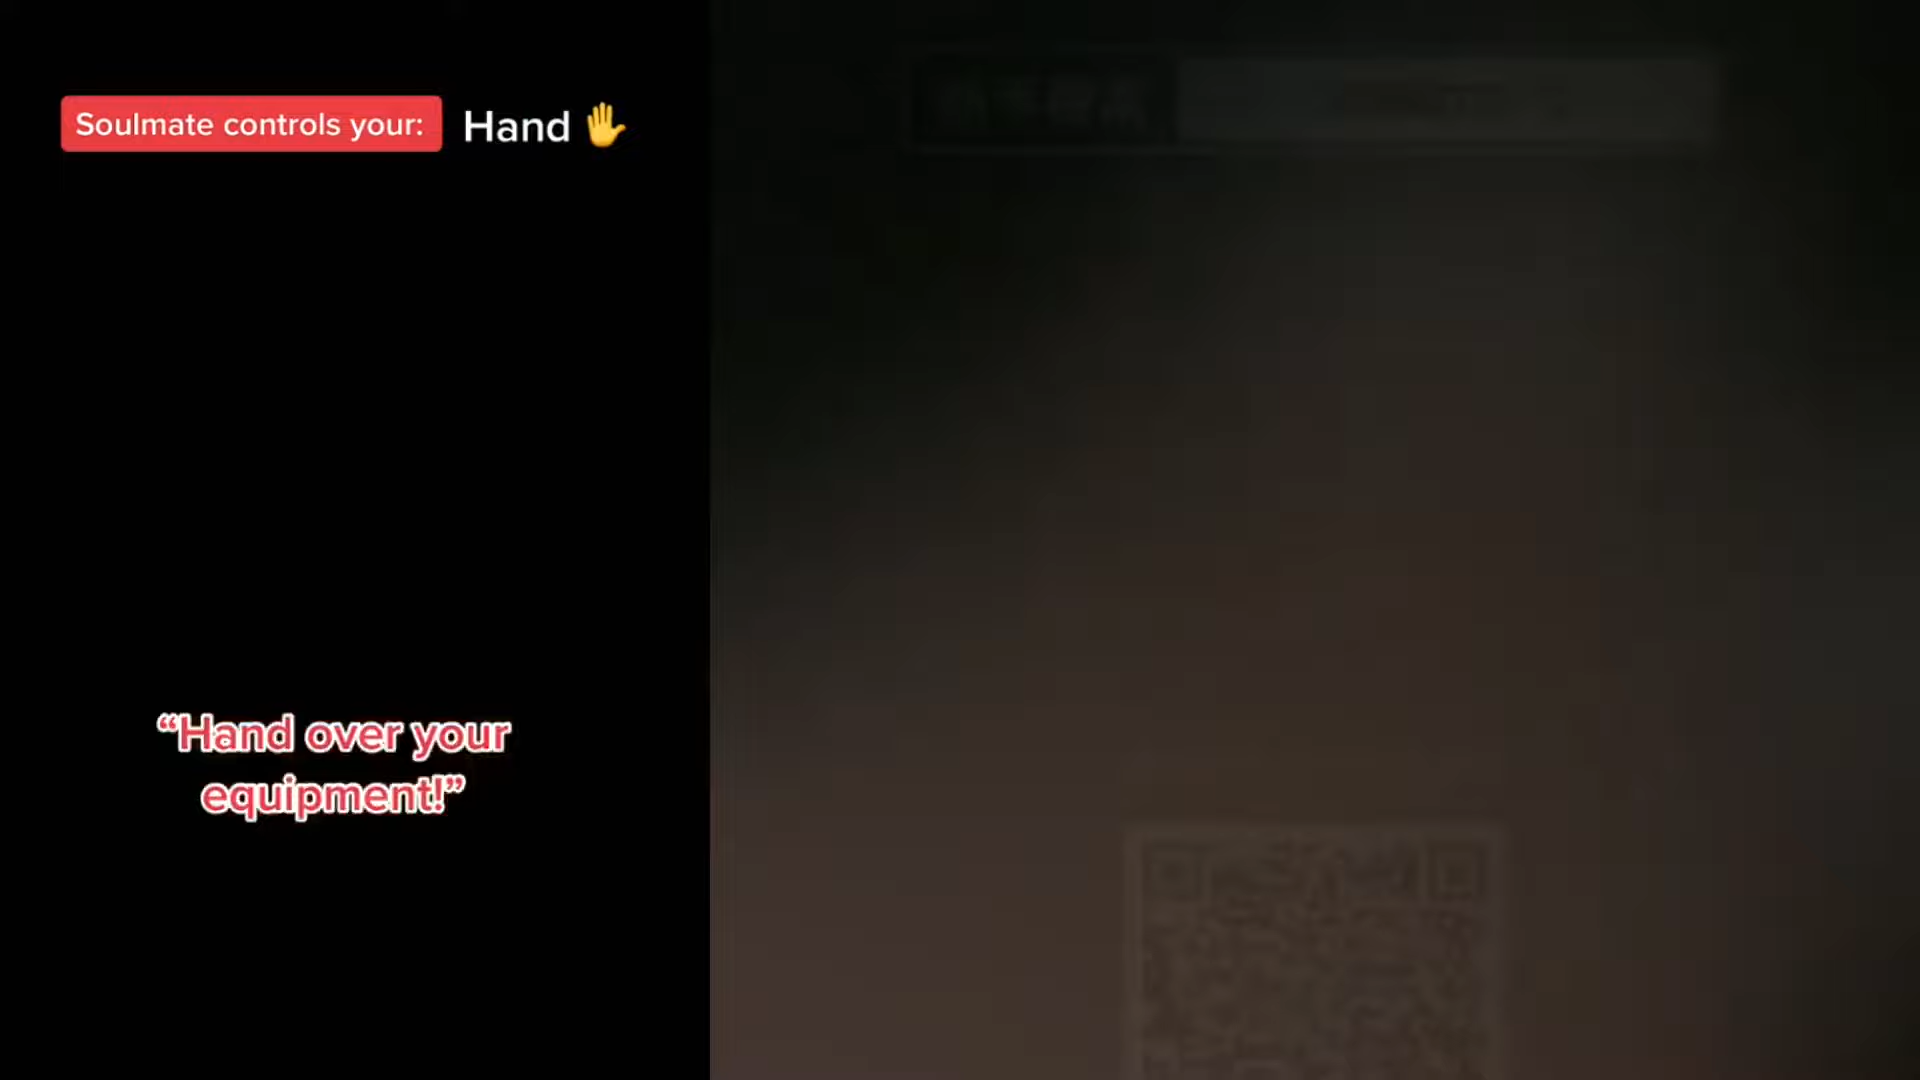 Soulmate controls your: Hand ✋
“Hand over your
equipment!”